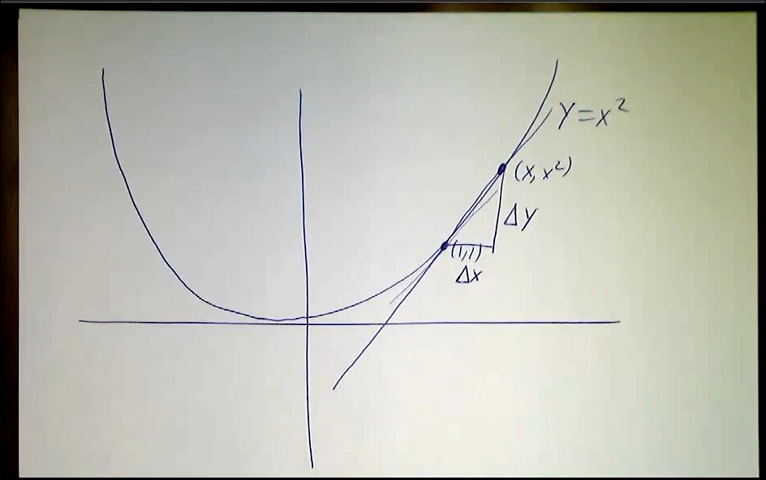 Y=x²
(x, x²)
Δy
(1,1)
Δx